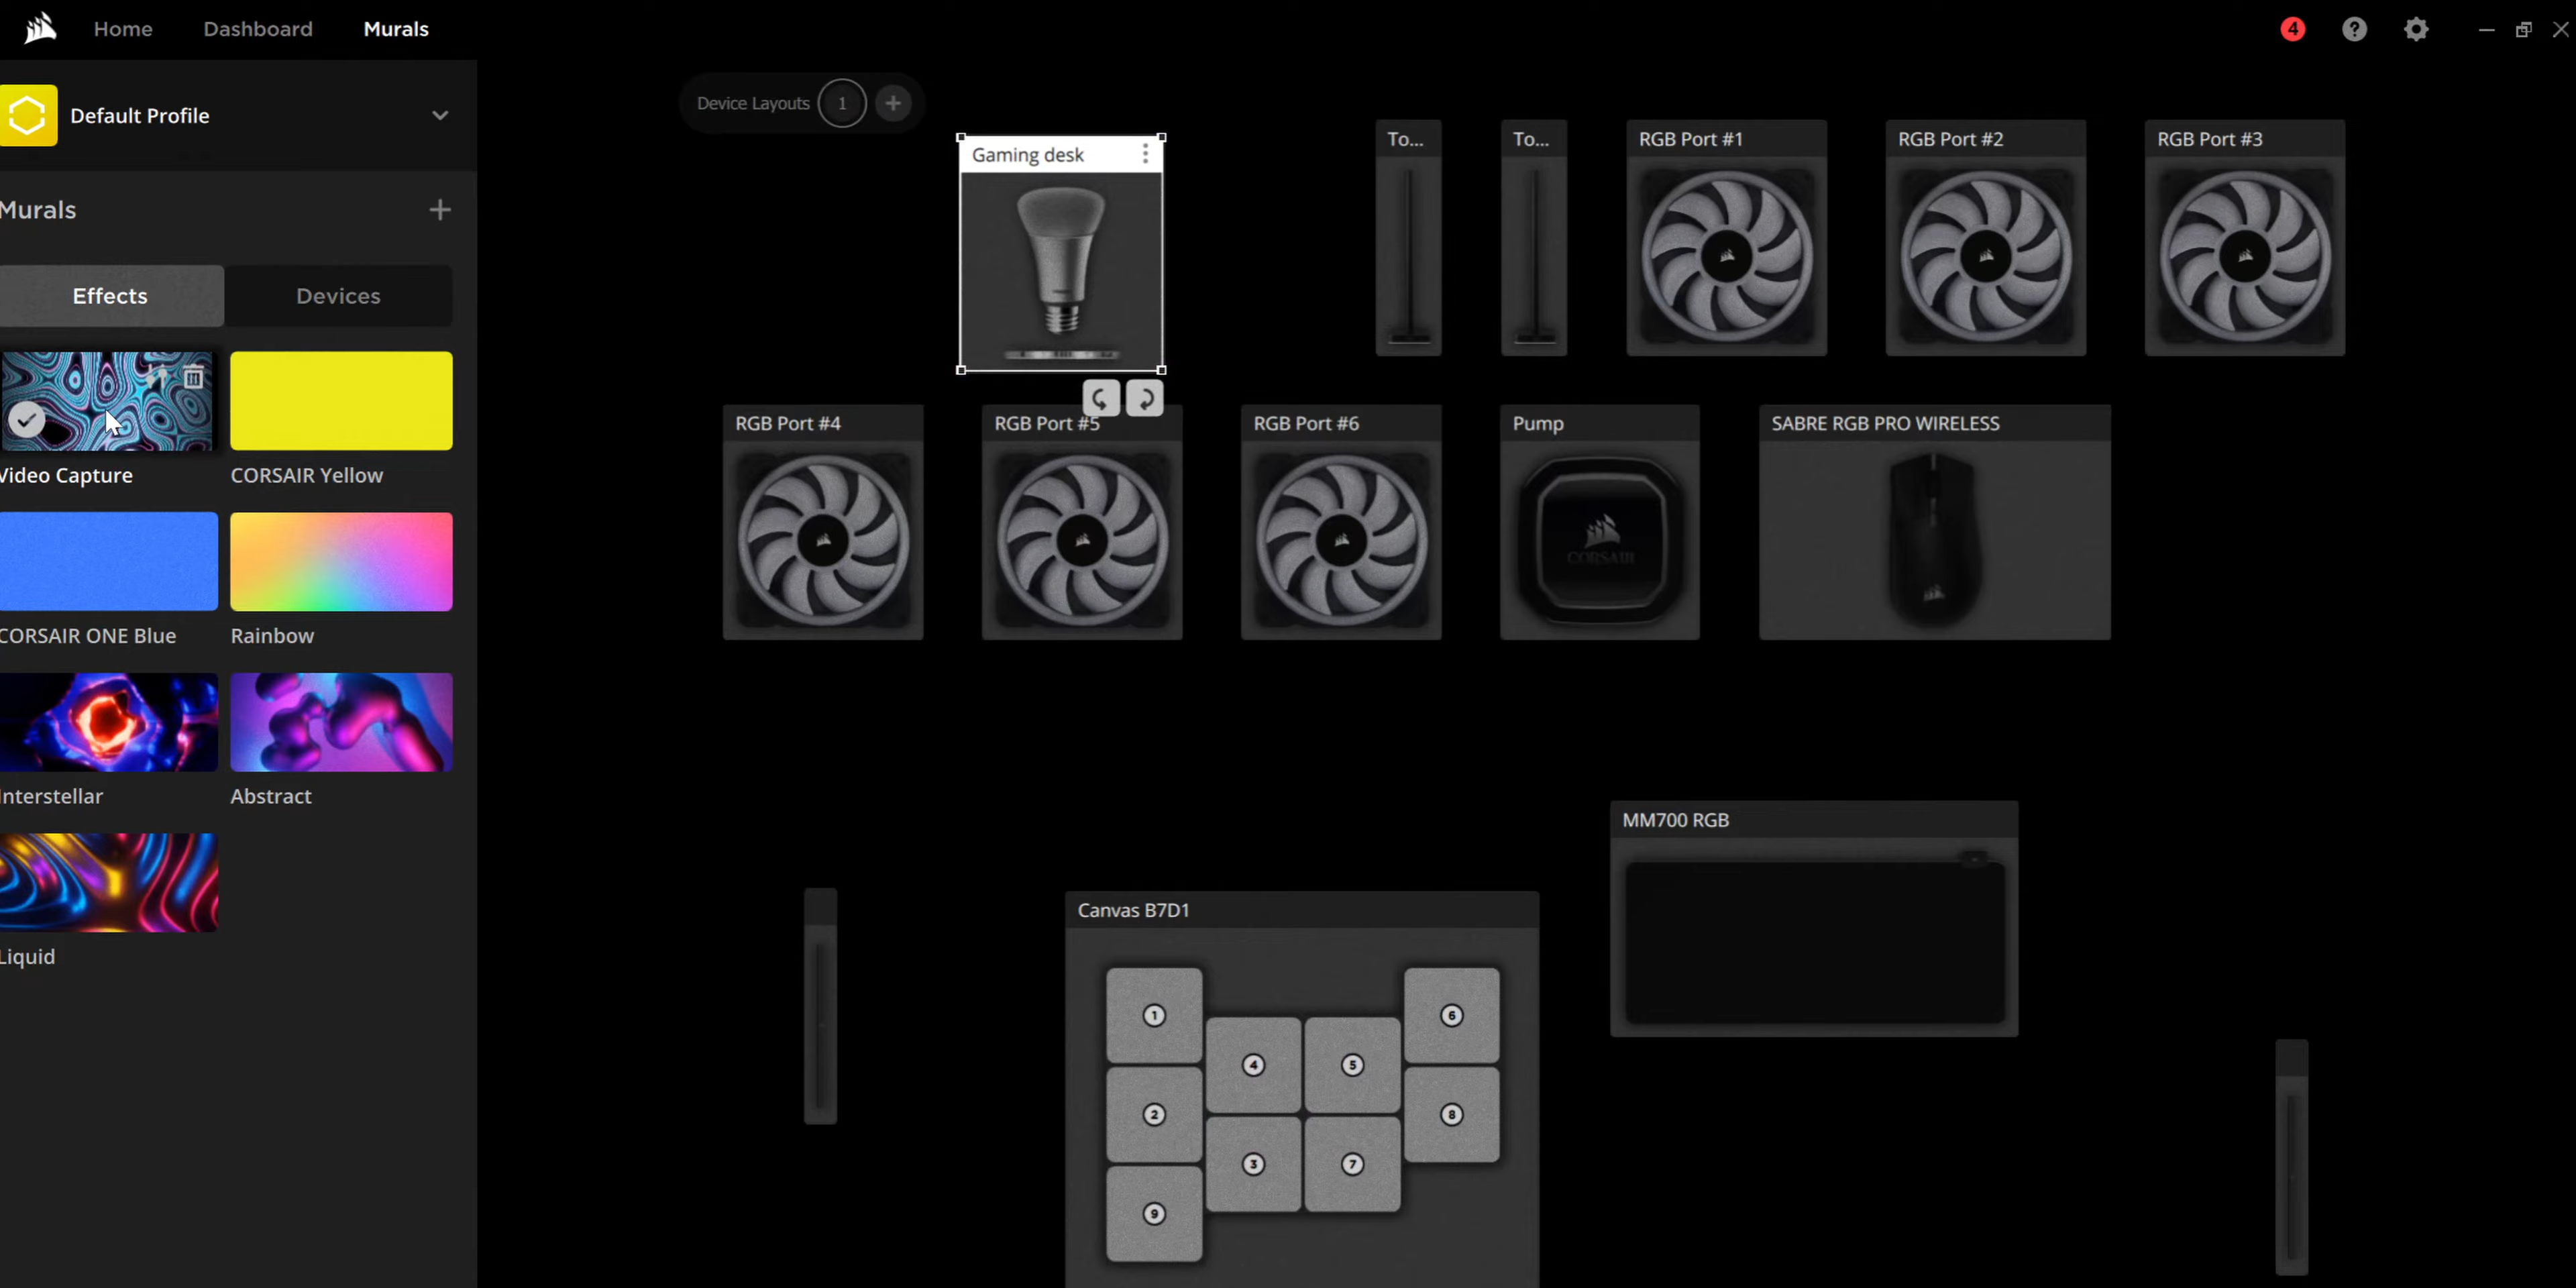 Home Dashboard Murals
4
Default Profile
Device Layouts 1
Murals
Effects Devices
Video Capture
CORSAIR Yellow
CORSAIR ONE Blue
Rainbow
Interstellar
Abstract
Liquid
Gaming desk
To...
To...
RGB Port #1
RGB Port #2
RGB Port #3
RGB Port #4
RGB Port #5
RGB Port #6
Pump
CORSAIR
SABRE RGB PRO WIRELESS
MM700 RGB
Canvas B7D1
1
6
4
5
2
8
3
7
9